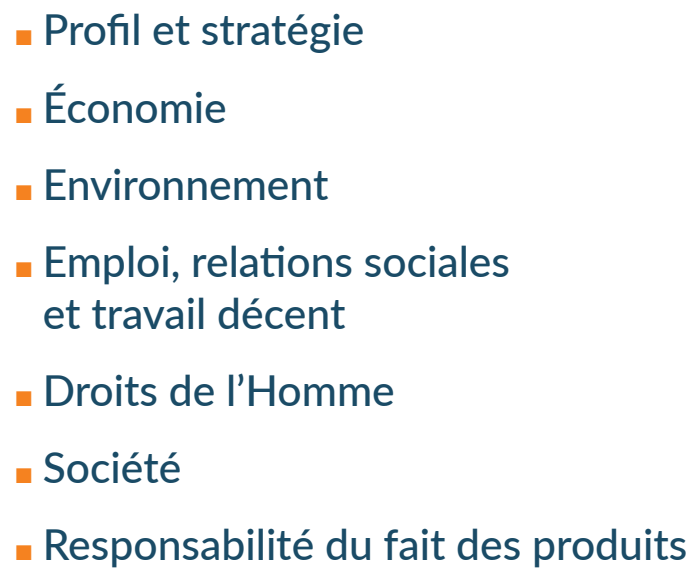 Profil et stratégie
Économie
Environnement
Emploi, relations sociales
et travail décent
Droits de l’Homme
Société
Responsabilité du fait des produits